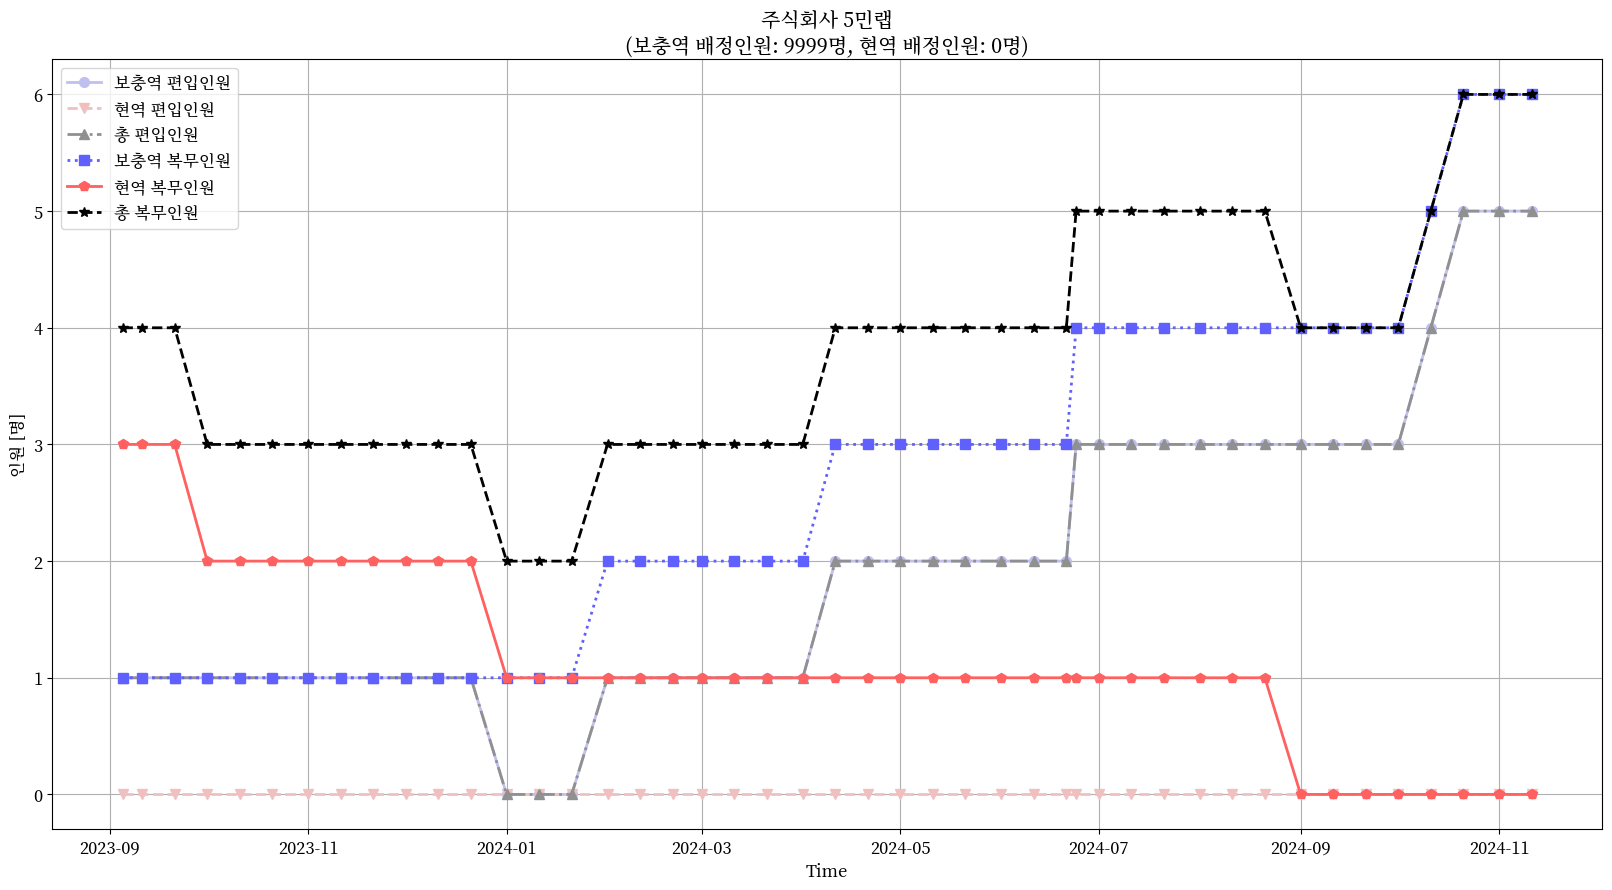 주식회사 5민랩
(보충역 배정인원: 9999명, 현역 배정인원: 0명)
보충역 편입인원
현역 편입인원
총 편입인원
보충역 복무인원
현역 복무인원
총 복무인원
인원 [명]
6
5
4
3
2
1
0
2023-09
2023-11
2024-01
2024-03
2024-05
2024-07
2024-09
2024-11
Time